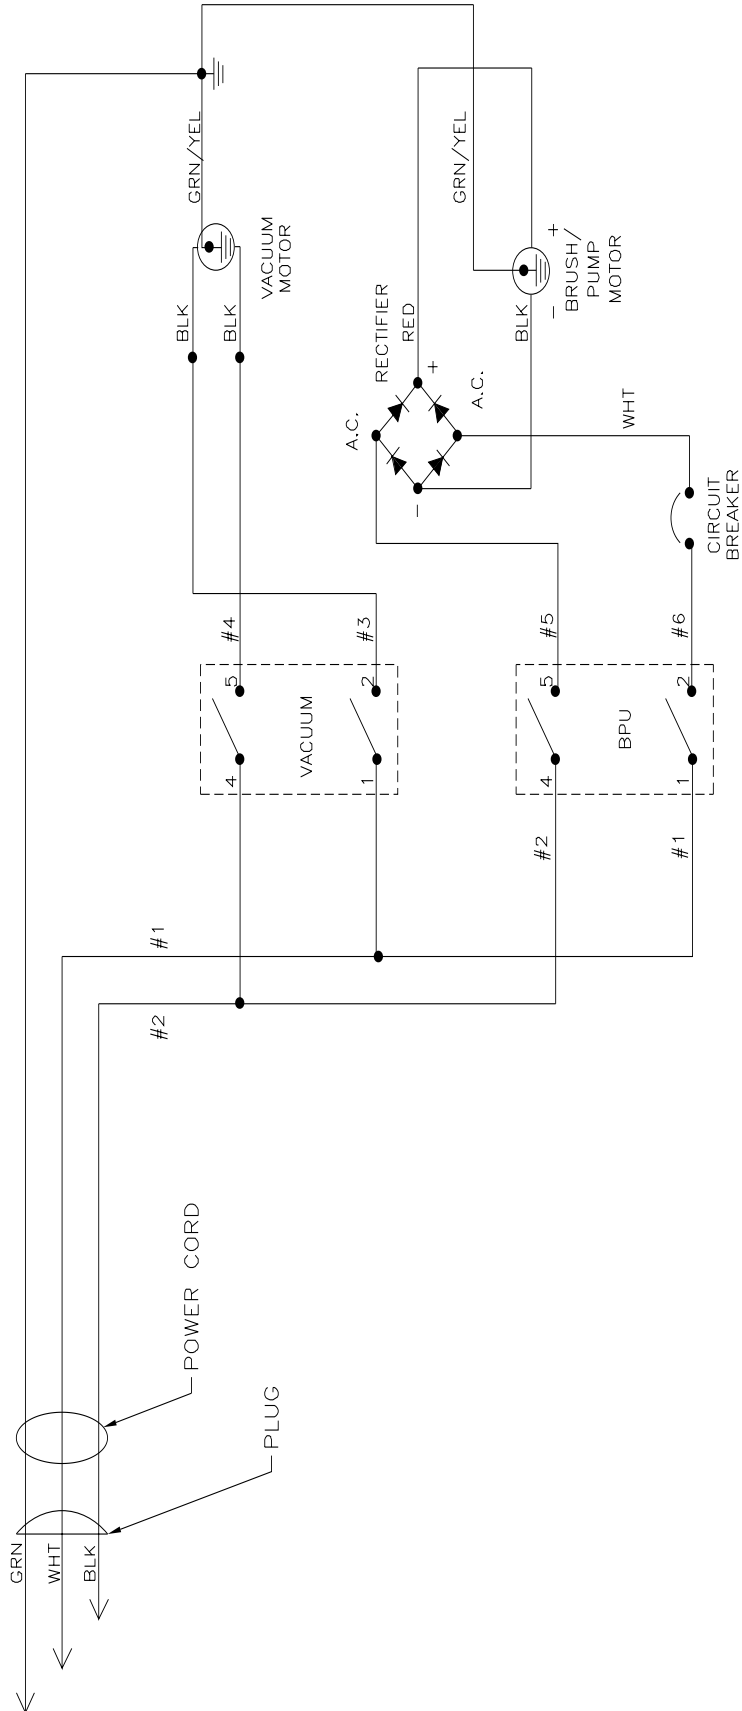 GRN/YEL
GRN/YEL
VACUUM
MOTOR
+
BRUSH/
PUMP
MOTOR
–
BLK
BLK
BLK
RECTIFIER
RED
+
A.C.
A.C.
–
WHT
CIRCUIT
BREAKER
#4
#3
#5
#6
5
2
5
2
VACUUM
BPU
4
1
4
1
#2
#1
#1
#2
POWER CORD
PLUG
GRN
WHT
BLK